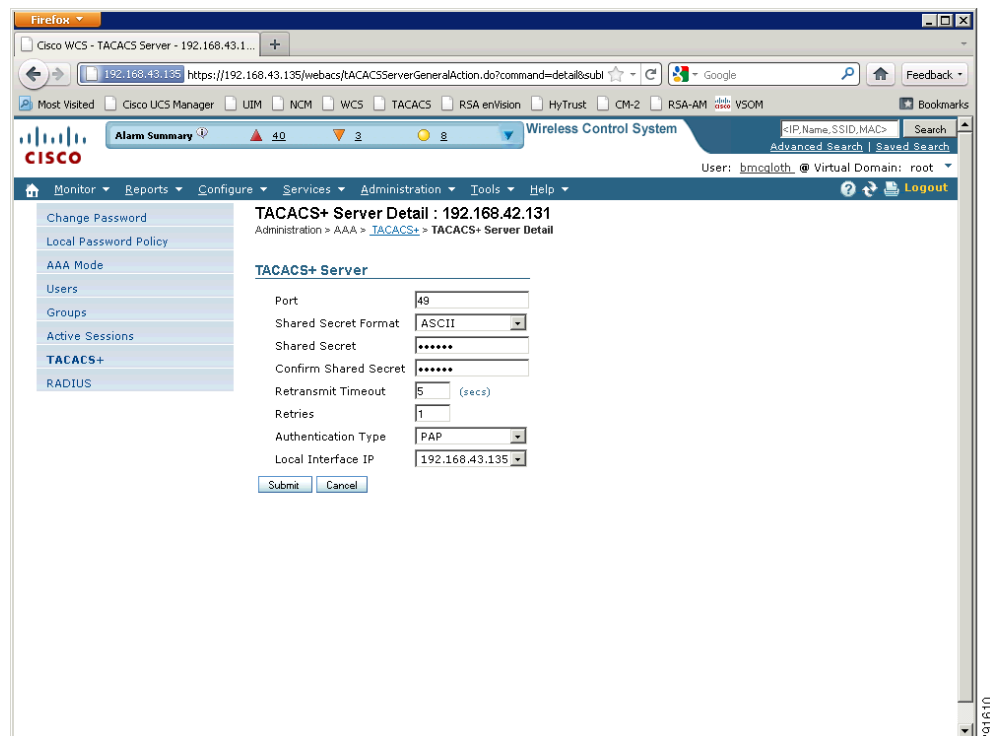 Firefox
Cisco WCS - TACACS Server - 192.168.43.1... +
192.168.43.135 https://192.168.43.135/webacs/tACACSServerGeneralAction.do?command=detail&subl
Google
Feedback
Most Visited Cisco UCS Manager UIM NCM WCS TACACS RSA enVision HyTrust CM-2 RSA-AM VSOM Bookmarks
CISCO
Alarm Summary 40 3 8
Wireless Control System
<IP,Name,SSID,MAC> Search
Advanced Search | Saved Search
User: bmcgloth @ Virtual Domain: root
Monitor Reports Configure Services Administration Tools Help Logout
Change Password
Local Password Policy
AAA Mode
Users
Groups
Active Sessions
TACACS+
RADIUS
TACACS+ Server Detail : 192.168.42.131
Administration > AAA > TACACS+ > TACACS+ Server Detail
TACACS+ Server
Port 49
Shared Secret Format ASCII
Shared Secret ••••••
Confirm Shared Secret ••••••
Retransmit Timeout 5 (secs)
Retries 1
Authentication Type PAP
Local Interface IP 192.168.43.135
Submit Cancel
291610